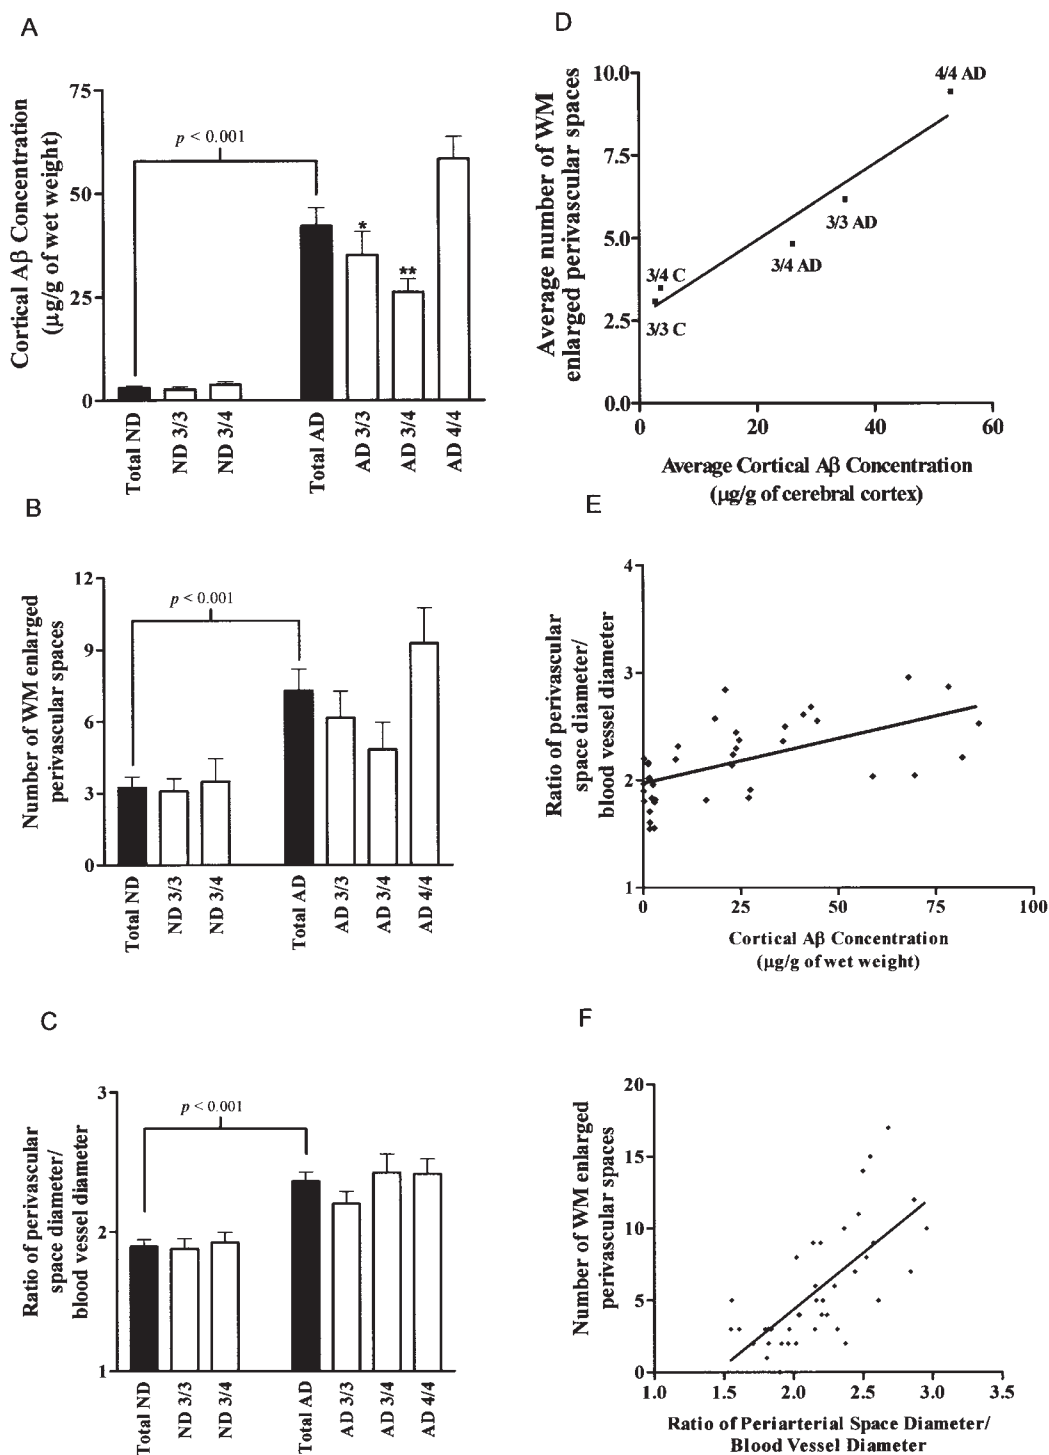 A
Cortical Aβ Concentration
(μg/g of wet weight)
75
50
25
0
p < 0.001
*
**
Total ND
ND 3/3
ND 3/4
Total AD
AD 3/3
AD 3/4
AD 4/4
B
Number of WM enlarged
perivascular spaces
12
9
6
3
0
p < 0.001
Total ND
ND 3/3
ND 3/4
Total AD
AD 3/3
AD 3/4
AD 4/4
C
Ratio of perivascular
space diameter/
blood vessel diameter
3
2
1
p < 0.001
Total ND
ND 3/3
ND 3/4
Total AD
AD 3/3
AD 3/4
AD 4/4
D
Average number of WM
enlarged perivascular spaces
10.0
7.5
5.0
2.5
0.0
4/4 AD
3/3 AD
3/4 AD
3/4 C
3/3 C
0 20 40 60
Average Cortical Aβ Concentration
(μg/g of cerebral cortex)
E
Ratio of perivascular
space diameter/
blood vessel diameter
4
3
2
1
0 25 50 75 100
Cortical Aβ Concentration
(μg/g of wet weight)
F
Number of WM enlarged
perivascular spaces
20
15
10
5
0
1.0 1.5 2.0 2.5 3.0 3.5
Ratio of Periarterial Space Diameter/
Blood Vessel Diameter